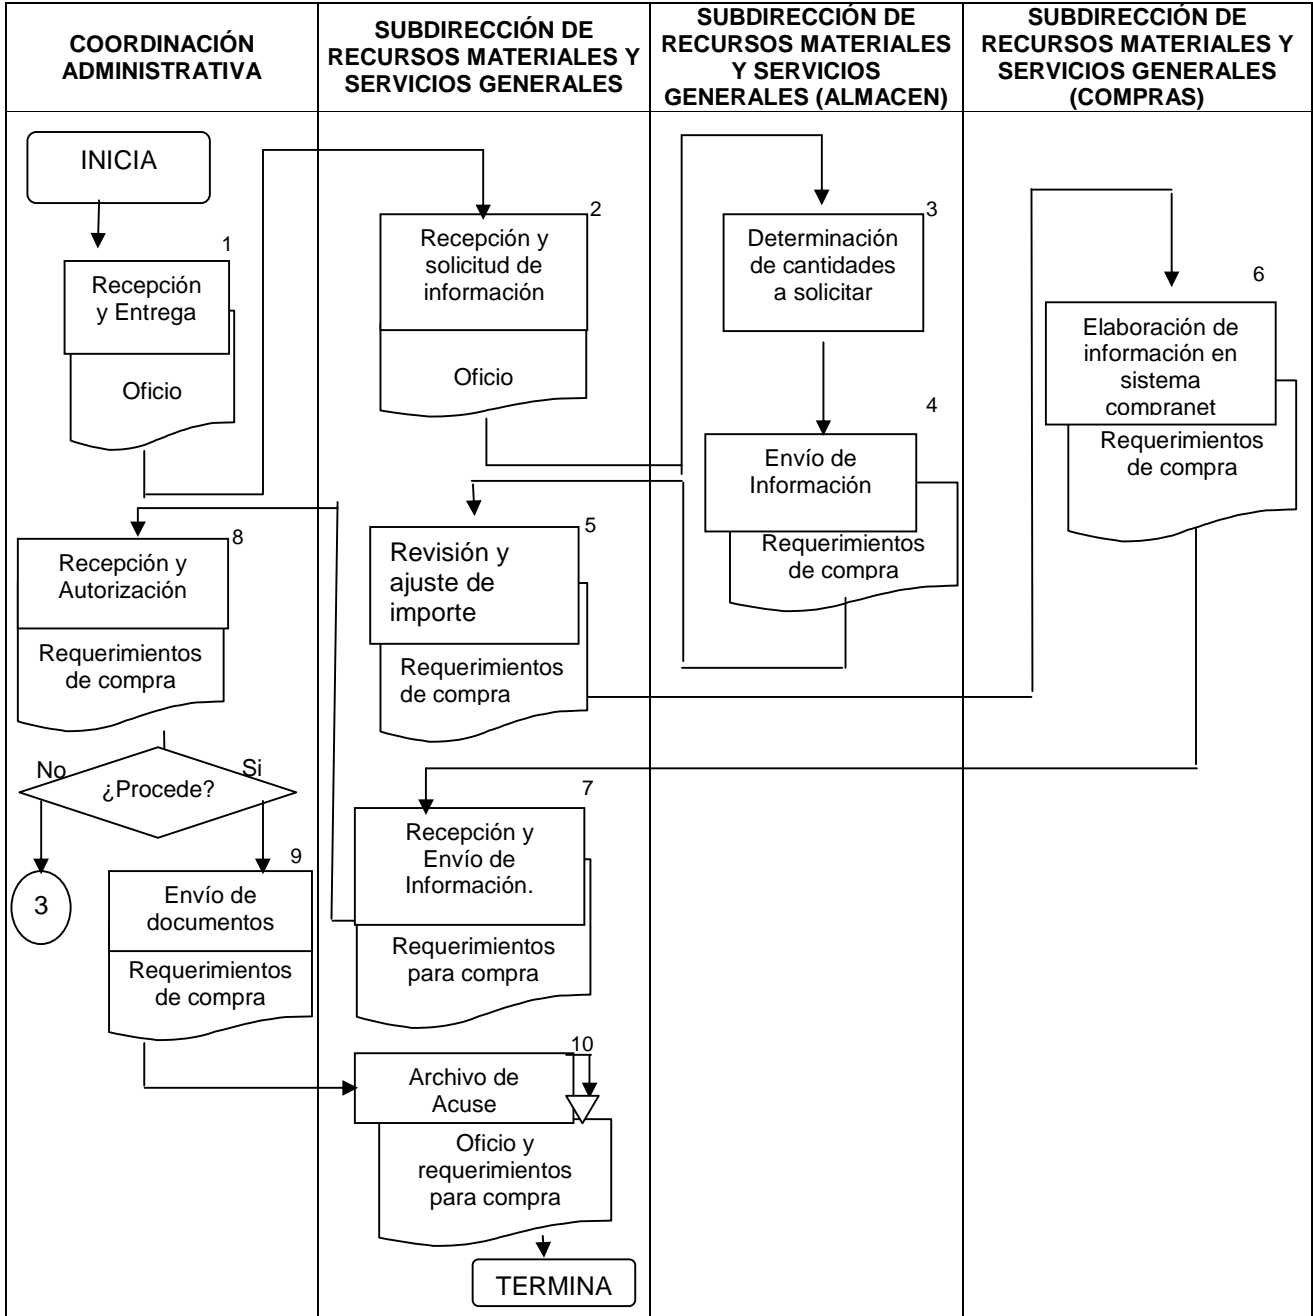 COORDINACIÓN
ADMINISTRATIVA
SUBDIRECCIÓN DE
RECURSOS MATERIALES Y
SERVICIOS GENERALES
SUBDIRECCIÓN DE
RECURSOS MATERIALES
Y SERVICIOS
GENERALES (ALMACEN)
SUBDIRECCIÓN DE
RECURSOS MATERIALES Y
SERVICIOS GENERALES
(COMPRAS)
INICIA
1
Recepción
y Entrega
Oficio
2
Recepción y
solicitud de
información
Oficio
3
Determinación
de cantidades
a solicitar
4
Envío de
Información
Requerimientos
de compra
5
Revisión y
ajuste de
importe
Requerimientos
de compra
6
Elaboración de
información en
sistema
compranet
Requerimientos
de compra
7
Recepción y
Envío de
Información.
Requerimientos
para compra
8
Recepción y
Autorización
Requerimientos
de compra
No
Si
¿Procede?
3
9
Envío de
documentos
Requerimientos
de compra
10
Archivo de
Acuse
Oficio y
requerimientos
para compra
TERMINA